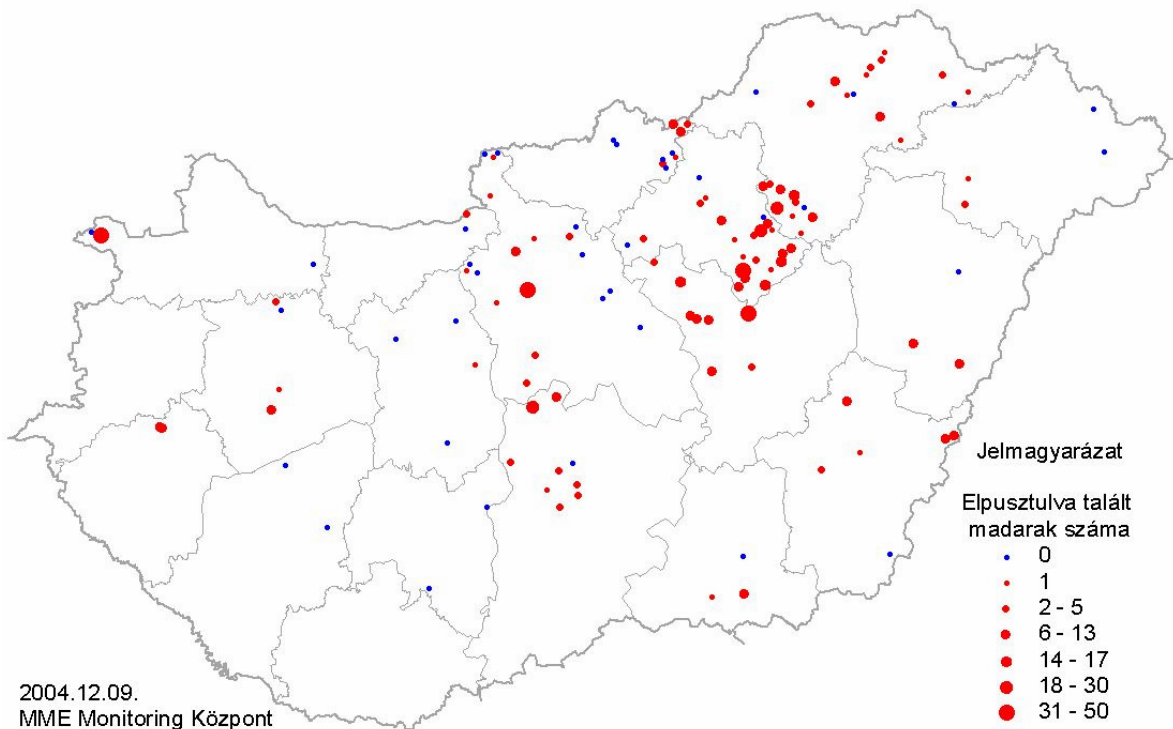 Jelmagyarázat
Elpusztulva talált
madarak száma
0
1
2 - 5
6 - 13
14 - 17
18 - 30
31 - 50
2004.12.09.
MME Monitoring Központ